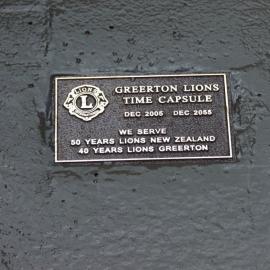 GREERTON LIONS
TIME CAPSULE
DEC 2005 DEC 2055
LIONS
L
WE SERVE
50 YEARS LIONS NEW ZEALAND
40 YEARS LIONS GREERTON